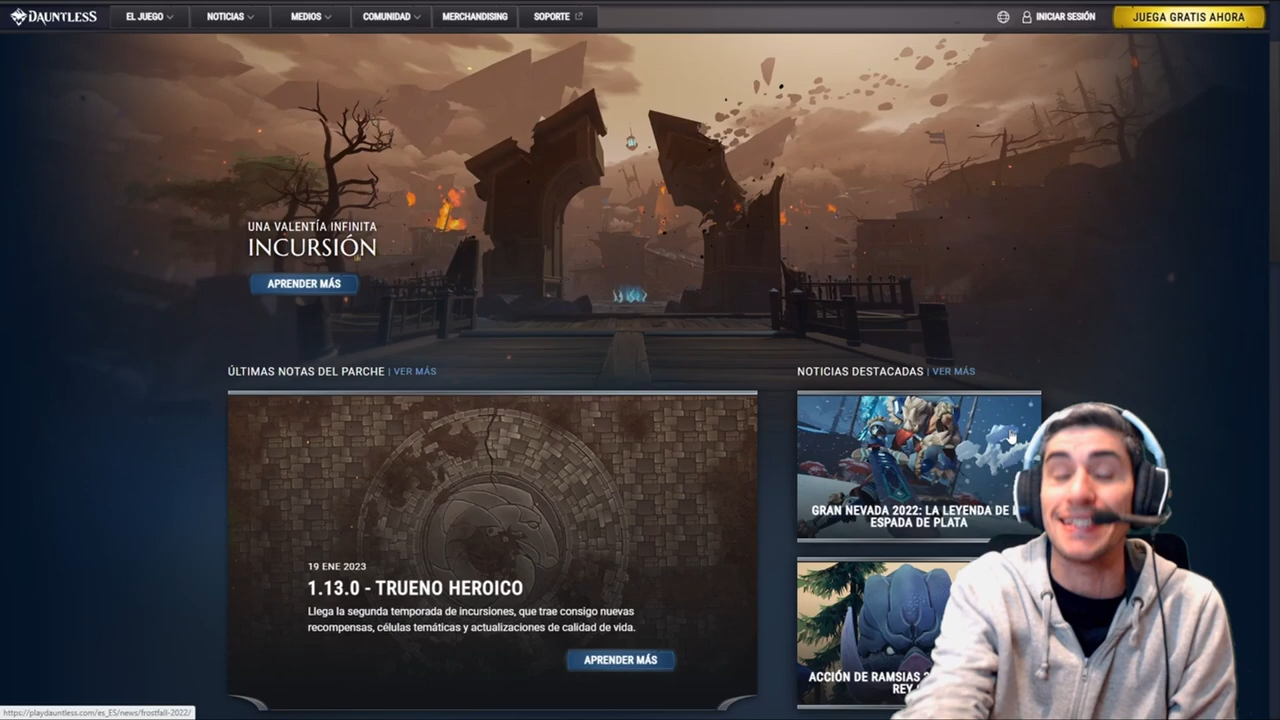 DAUNTLESS
EL JUEGO
NOTICIAS
MEDIOS
COMUNIDAD
MERCHANDISING
SOPORTE
INICIAR SESIÓN
JUEGA GRATIS AHORA
UNA VALENTÍA INFINITA
INCURSIÓN
APRENDER MÁS
ÚLTIMAS NOTAS DEL PARCHE | VER MÁS
NOTICIAS DESTACADAS | VER MÁS
GRAN NEVADA 2022: LA LEYENDA DE
ESPADA DE PLATA
19 ENE 2023
1.13.0 - TRUENO HEROICO
Llega la segunda temporada de incursiones, que trae consigo nuevas
recompensas, células temáticas y actualizaciones de calidad de vida.
APRENDER MÁS
ACCIÓN DE RAMSIAS
REY
https://playdauntless.com/es_ES/news/frostfall-2022/